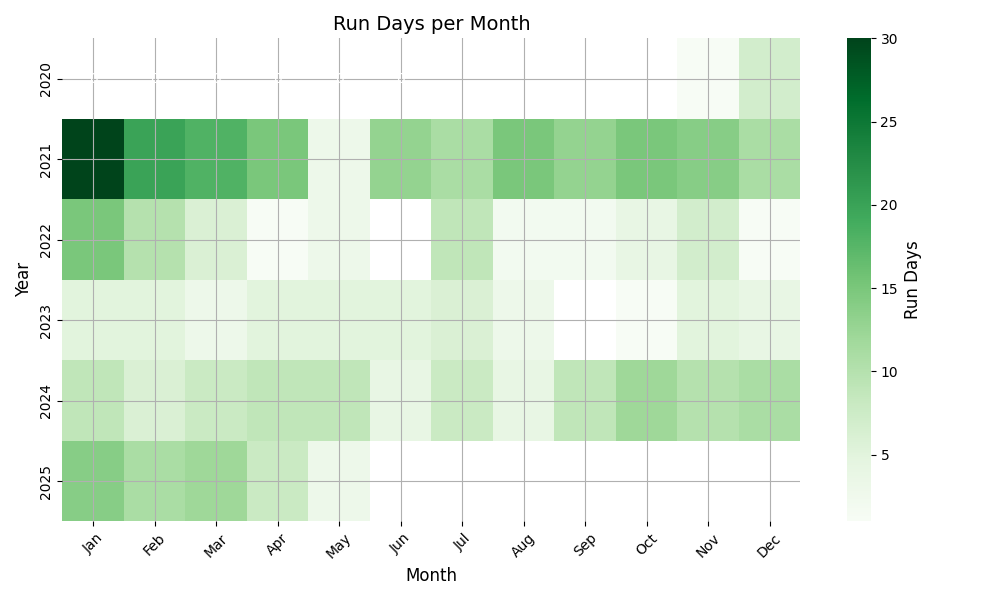 Run Days per Month
Year
2020
2021
2022
2023
2024
2025
Jan
Feb
Mar
Apr
May
Jun
Jul
Aug
Sep
Oct
Nov
Dec
Month
30
25
20
15
10
5
Run Days